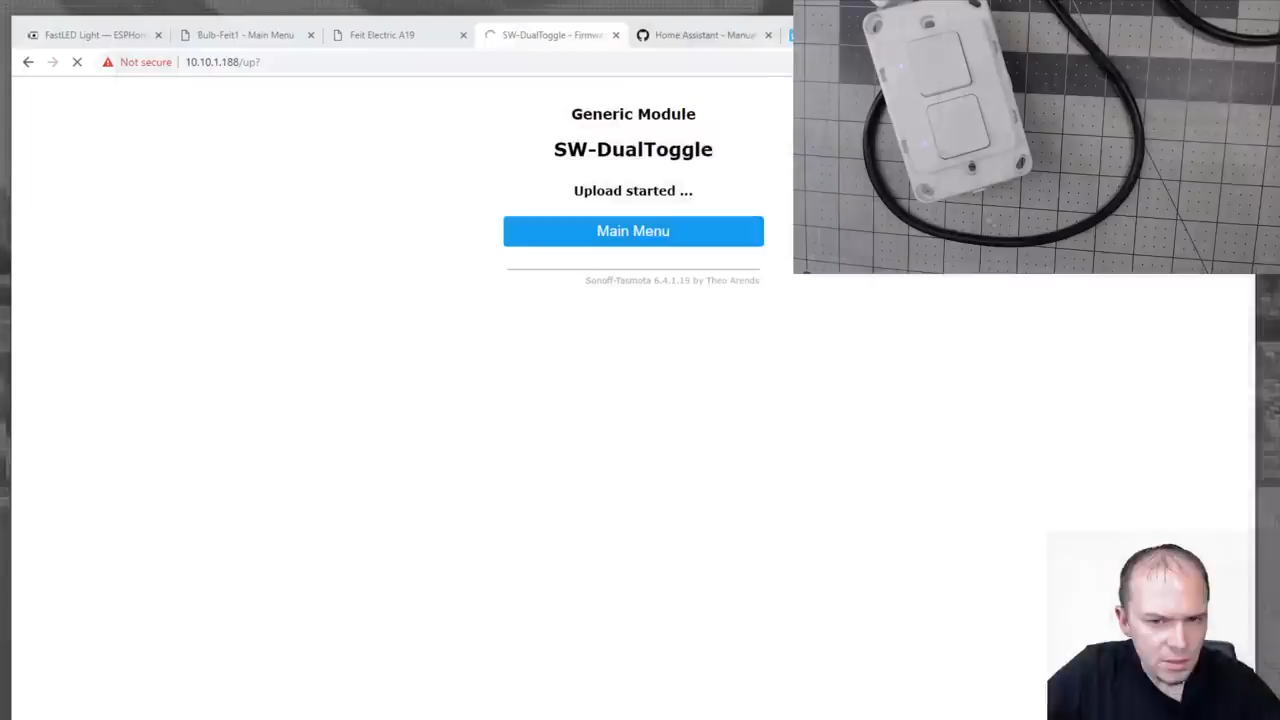 FastLED Light — ESPHom
Bulb-Feit1 - Main Menu
Feit Electric A19
SW-DualToggle - Firmwa
Home Assistant - Manual
Not secure
10.10.1.188/up?
Generic Module
SW-DualToggle
Upload started ...
Main Menu
Sonoff-Tasmota 6.4.1.19 by Theo Arends